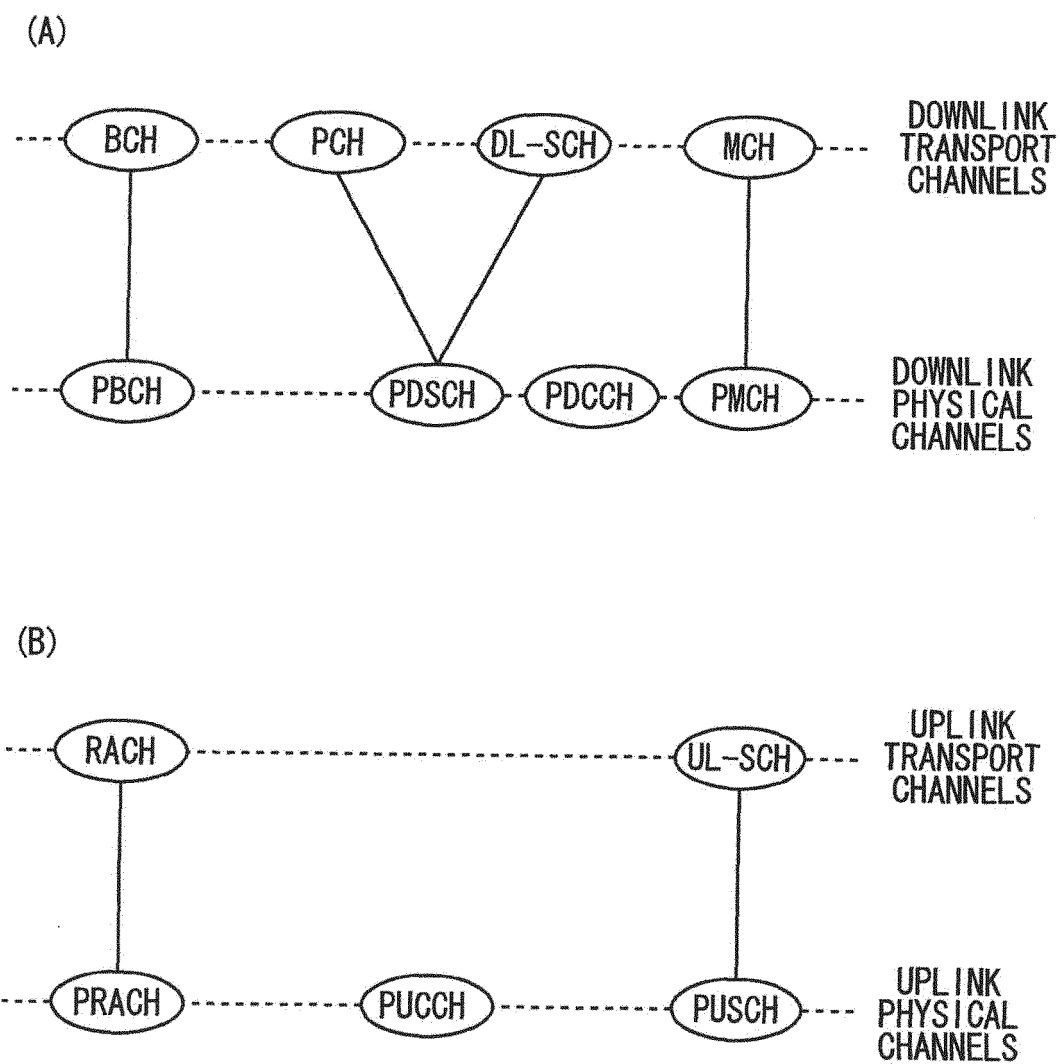 (A)
BCH
PCH
DL-SCH
MCH
DOWNLINK
TRANSPORT
CHANNELS
PBCH
PDSCH
PDCCH
PMCH
DOWNLINK
PHYSICAL
CHANNELS
(B)
RACH
UL-SCH
UPLINK
TRANSPORT
CHANNELS
PRACH
PUCCH
PUSCH
UPLINK
PHYSICAL
CHANNELS